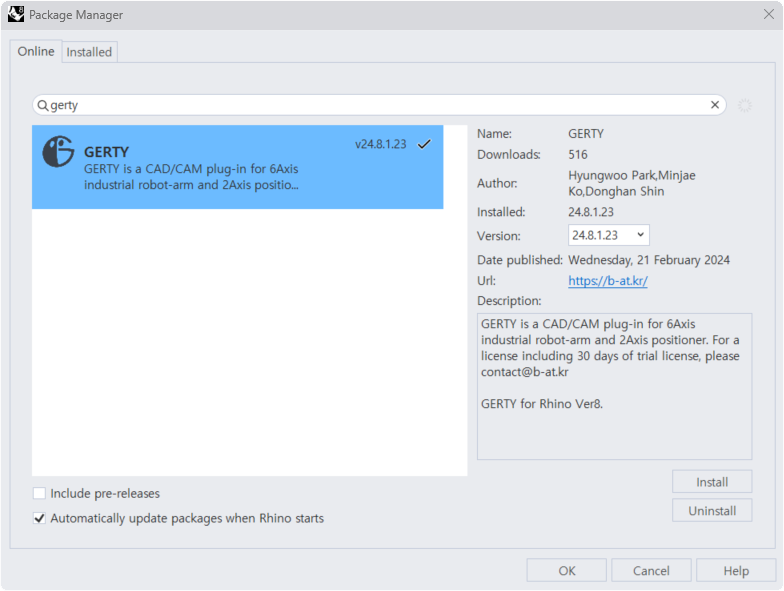 Package Manager
Online
Installed
gerty
GERTY
v24.8.1.23
GERTY is a CAD/CAM plug-in for 6Axis
industrial robot-arm and 2Axis positio...
Name: GERTY
Downloads: 516
Author: Hyungwoo Park,Minjae
Ko,Donghan Shin
Installed: 24.8.1.23
Version: 24.8.1.23
Date published: Wednesday, 21 February 2024
Url: https://b-at.kr/
Description:
GERTY is a CAD/CAM plug-in for 6Axis
industrial robot-arm and 2Axis positioner. For a
license including 30 days of trial license, please
contact@b-at.kr
GERTY for Rhino Ver8.
Install
Uninstall
Include pre-releases
Automatically update packages when Rhino starts
OK
Cancel
Help